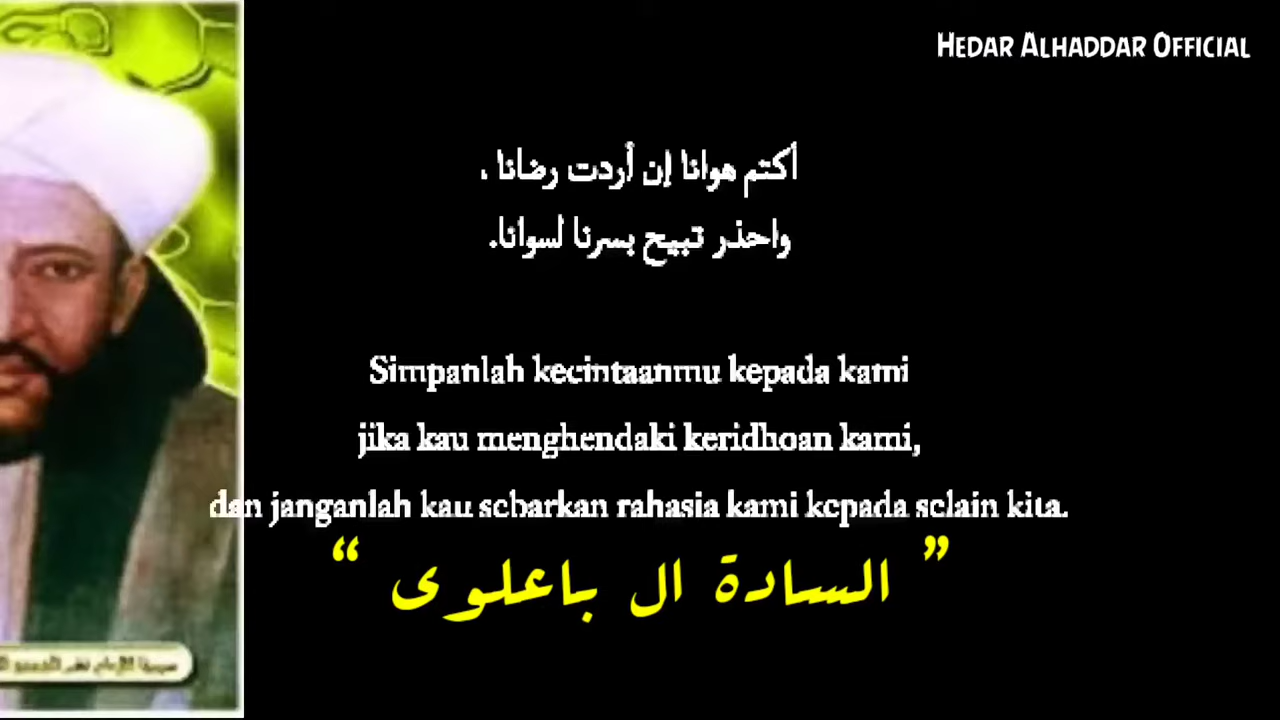 HEDAR ALHADDAR OFFICIAL
أكتم هوانا إن أردت رضانا ،
واحذر تبيح بسرنا لسوانا.
Simpanlah kecintaanmu kepada kami
jika kau menghendaki keridhoan kami,
dan janganlah kau sebarkan rahasia kami kepada selain kita.
” السادة ال باعلوى “